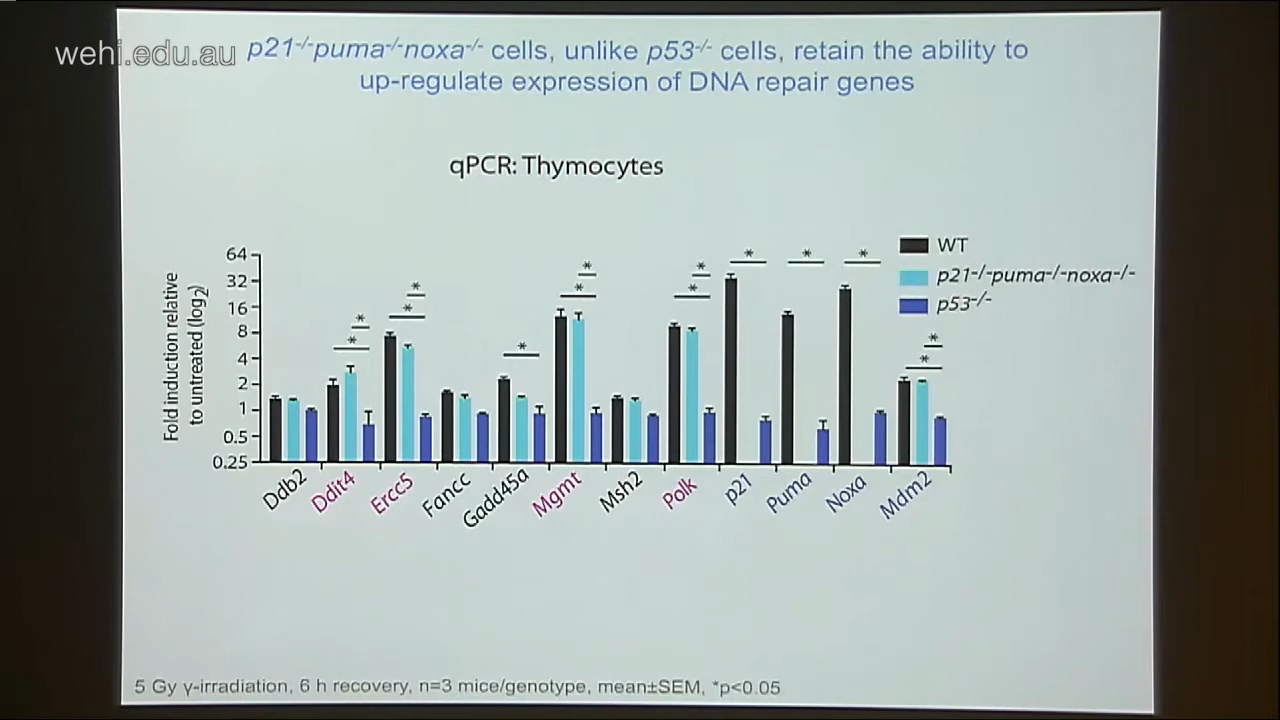 wehi.edu.au
p21-/-puma-/-noxa-/- cells, unlike p53-/- cells, retain the ability to
up-regulate expression of DNA repair genes
qPCR: Thymocytes
Fold induction relative
to untreated (log2)
64
32
16
8
4
2
1
0.5
0.25
* * * * * * * * * * * * * * *
WT
p21-/-puma-/-noxa-/-
p53-/-
Ddb2
Ddit4
Ercc5
Fancc
Gadd45a
Mgmt
Msh2
Polk
p21
Puma
Noxa
Mdm2
5 Gy γ-irradiation, 6 h recovery, n=3 mice/genotype, mean±SEM, *p<0.05